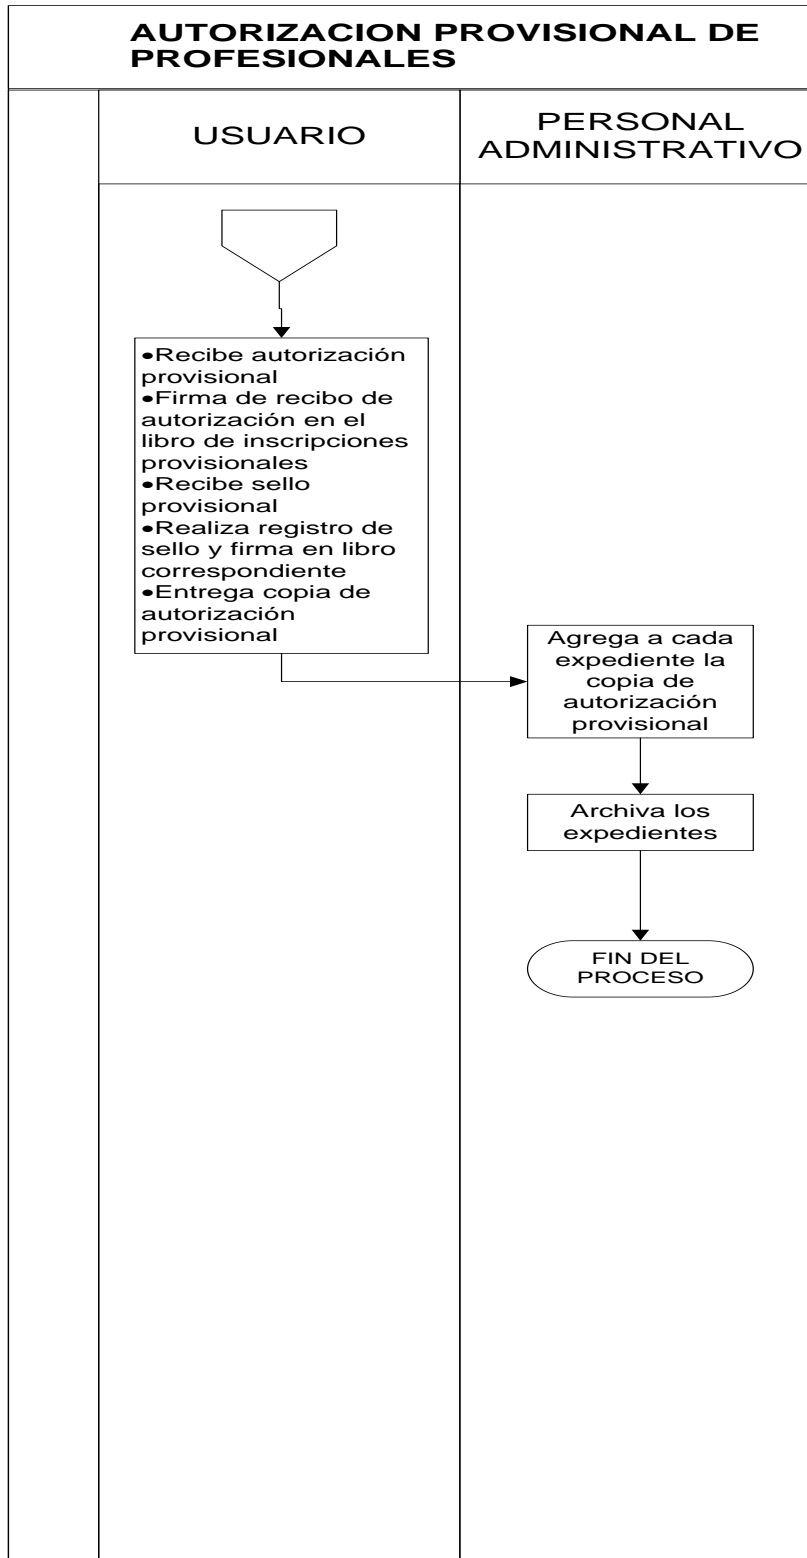 AUTORIZACION PROVISIONAL DE
PROFESIONALES
USUARIO
PERSONAL
ADMINISTRATIVO
•Recibe autorización
provisional
•Firma de recibo de
autorización en el
libro de inscripciones
provisionales
•Recibe sello
provisional
•Realiza registro de
sello y firma en libro
correspondiente
•Entrega copia de
autorización
provisional
Agrega a cada
expediente la
copia de
autorización
provisional
Archiva los
expedientes
FIN DEL
PROCESO